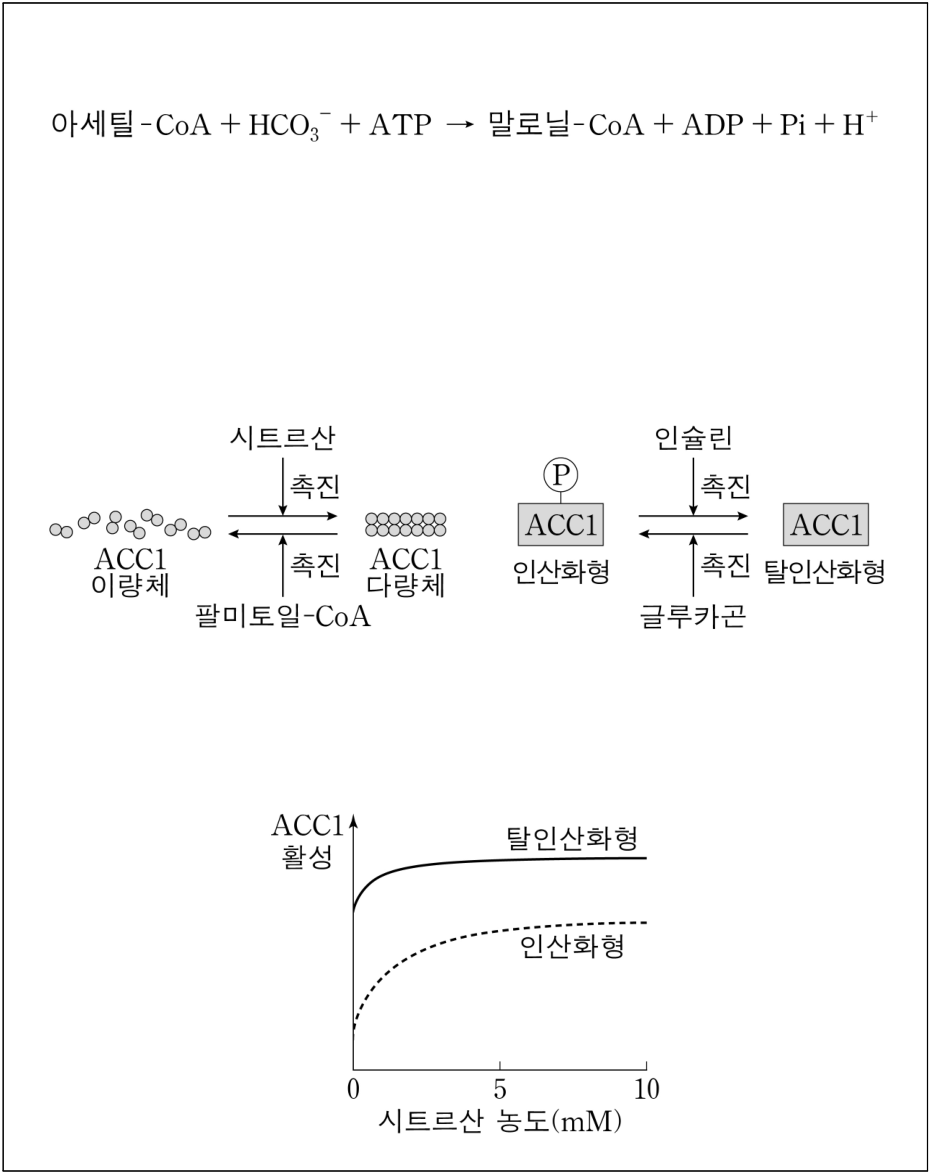 아세틸-CoA + HCO₃⁻ + ATP → 말로닐-CoA + ADP + Pi + H⁺
시트르산
촉진
ACC1
이량체
ACC1
다량체
촉진
팔미토일-CoA
인슐린
촉진
P
ACC1
인산화형
ACC1
탈인산화형
촉진
글루카곤
ACC1
활성
탈인산화형
인산화형
0 5 10
시트르산 농도(mM)